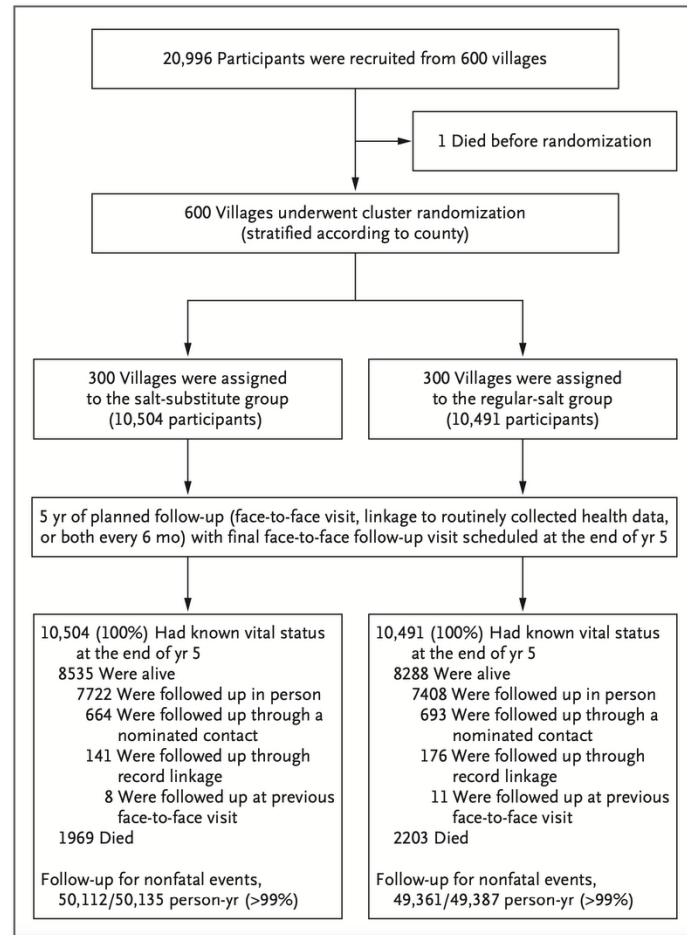 20,996 Participants were recruited from 600 villages
1 Died before randomization
600 Villages underwent cluster randomization
(stratified according to county)
300 Villages were assigned
to the salt-substitute group
(10,504 participants)
300 Villages were assigned
to the regular-salt group
(10,491 participants)
5 yr of planned follow-up (face-to-face visit, linkage to routinely collected health data,
or both every 6 mo) with final face-to-face follow-up visit scheduled at the end of yr 5
10,504 (100%) Had known vital status
at the end of yr 5
8535 Were alive
7722 Were followed up in person
664 Were followed up through a
nominated contact
141 Were followed up through
record linkage
8 Were followed up at previous
face-to-face visit
1969 Died
Follow-up for nonfatal events,
50,112/50,135 person-yr (>99%)
10,491 (100%) Had known vital status
at the end of yr 5
8288 Were alive
7408 Were followed up in person
693 Were followed up through a
nominated contact
176 Were followed up through
record linkage
11 Were followed up at previous
face-to-face visit
2203 Died
Follow-up for nonfatal events,
49,361/49,387 person-yr (>99%)